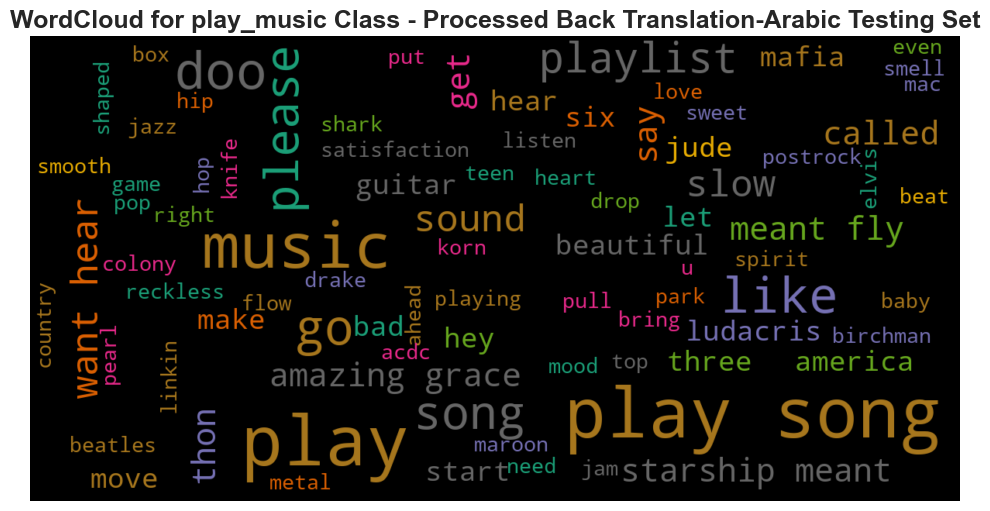 WordCloud for play_music Class - Processed Back Translation-Arabic Testing Set
box
doo
please
put
get
playlist
mafia
even
smell
mac
shaped
hip
hear
love
sweet
six
say
jazz
shark
satisfaction
listen
jude
called
postrock
smooth
hop
knife
game
pop
right
guitar
teen
heart
slow
elvis
beat
drop
let
want hear
music
sound
korn
beautiful
meant fly
colony
spirit
u
reckless
drake
flow
ahead
playing
pull
park
like
baby
country
pearl
make
go
bad
hey
bring
ludacris
birchman
linkin
acdc
amazing grace
mood
top
three
america
thon
play
song
play song
beatles
maroon
move
metal
start
need
jam
starship meant